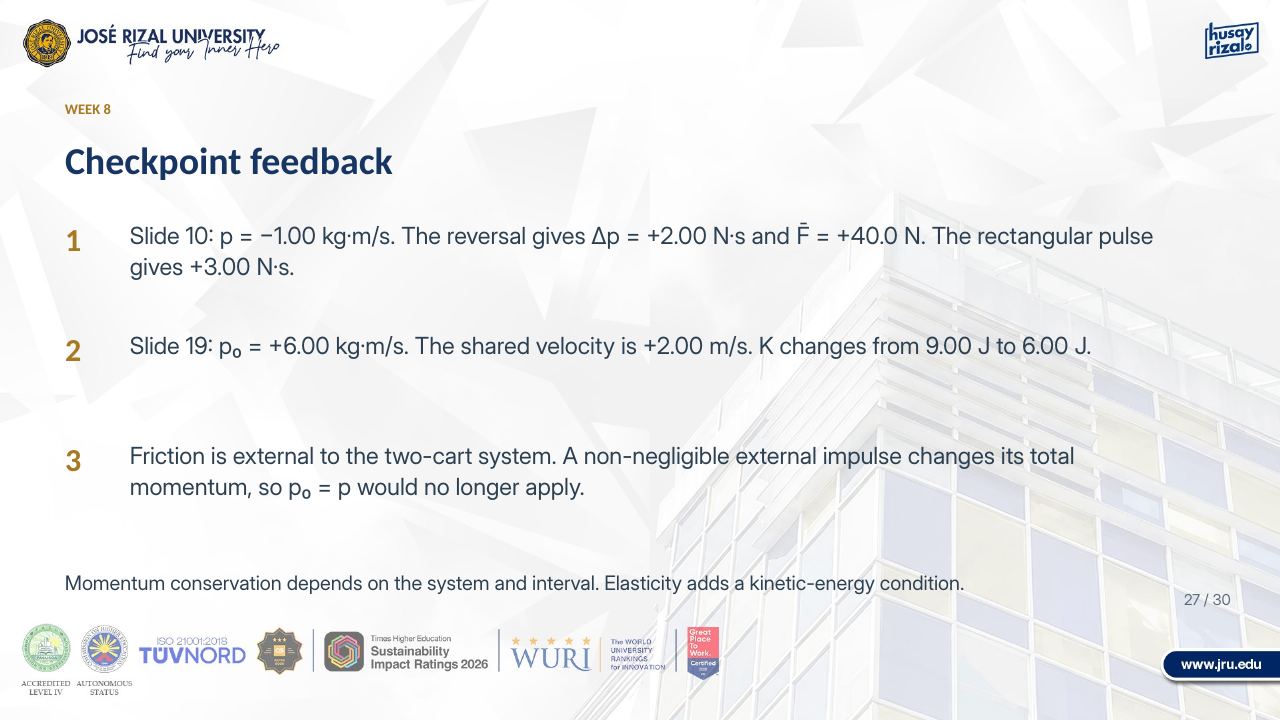 JOSÉ RIZAL UNIVERSITY
Find your Inner Hero
husay
rizal
WEEK 8
Checkpoint feedback
1 Slide 10: p = −1.00 kg·m/s. The reversal gives Δp = +2.00 N·s and F̄ = +40.0 N. The rectangular pulse
gives +3.00 N·s.
2 Slide 19: p₀ = +6.00 kg·m/s. The shared velocity is +2.00 m/s. K changes from 9.00 J to 6.00 J.
3 Friction is external to the two-cart system. A non-negligible external impulse changes its total
momentum, so p₀ = p would no longer apply.
Momentum conservation depends on the system and interval. Elasticity adds a kinetic-energy condition.
27 / 30
ACCREDITED
LEVEL IV
AUTONOMOUS
STATUS
ISO 21001:2018
TÜVNORD
Times Higher Education
Sustainability
Impact Ratings 2026
WURI
The WORLD
UNIVERSITY
RANKINGS
for INNOVATION
Great
Place
To
Work.
Certified
www.jru.edu